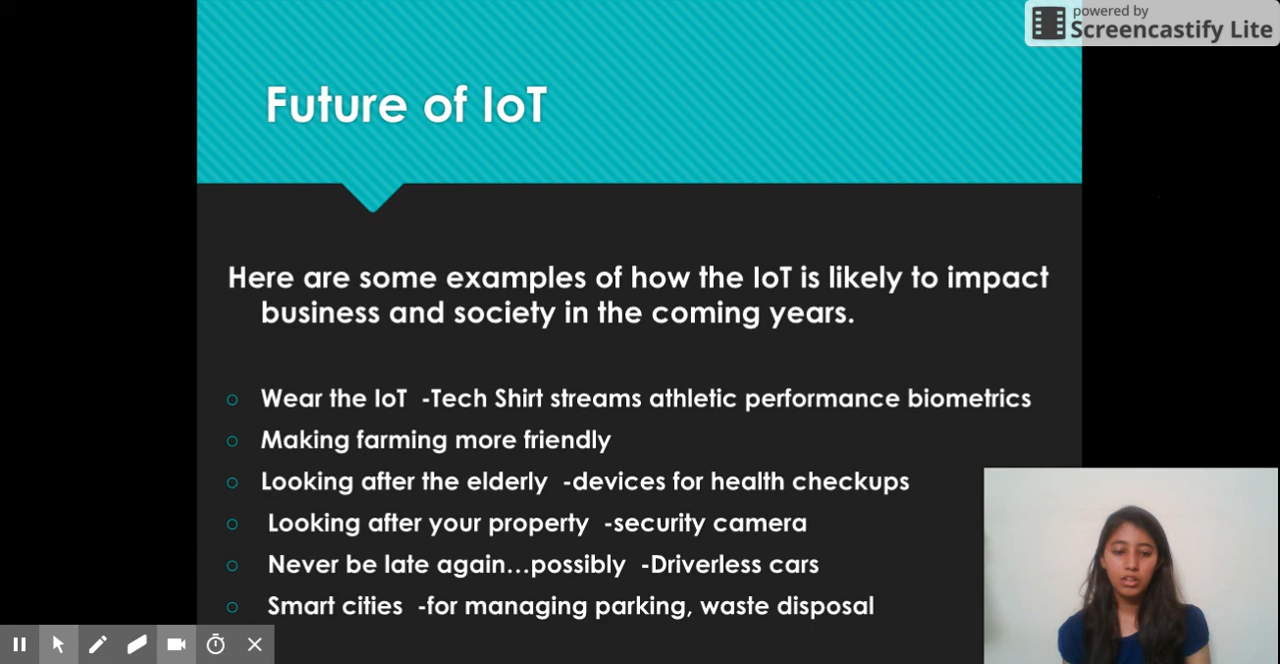 powered by
Screencastify Lite
Future of IoT
Here are some examples of how the IoT is likely to impact
business and society in the coming years.
Wear the IoT -Tech Shirt streams athletic performance biometrics
Making farming more friendly
Looking after the elderly -devices for health checkups
Looking after your property -security camera
Never be late again...possibly -Driverless cars
Smart cities -for managing parking, waste disposal